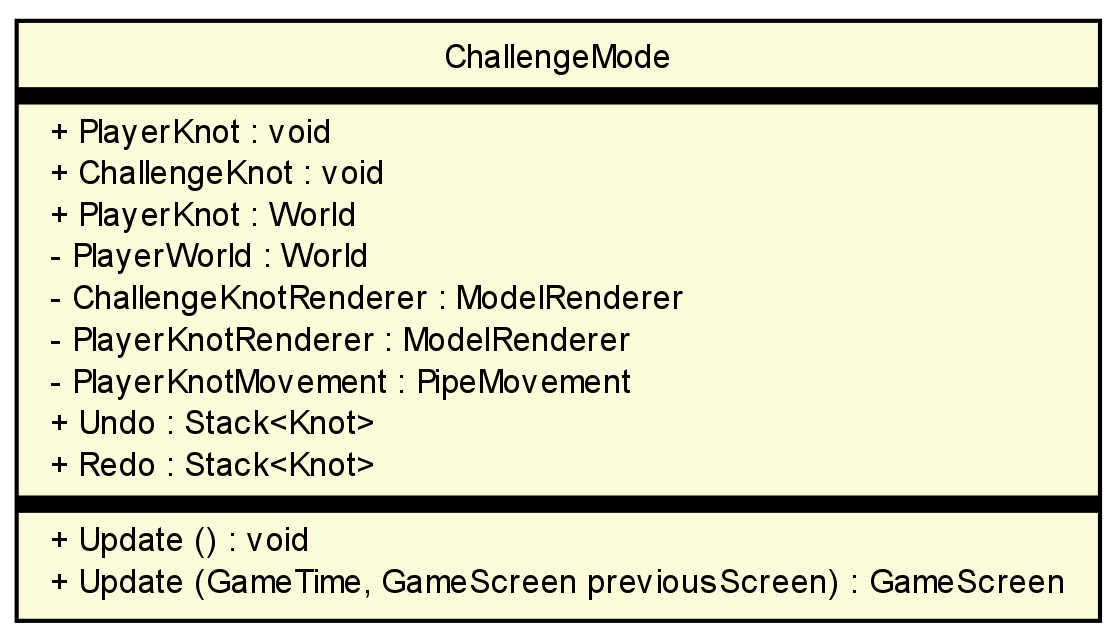 ChallengeMode
+ PlayerKnot : void
+ ChallengeKnot : void
+ PlayerKnot : World
- PlayerWorld : World
- ChallengeKnotRenderer : ModelRenderer
- PlayerKnotRenderer : ModelRenderer
- PlayerKnotMovement : PipeMovement
+ Undo : Stack<Knot>
+ Redo : Stack<Knot>
+ Update () : void
+ Update (GameTime, GameScreen previousScreen) : GameScreen